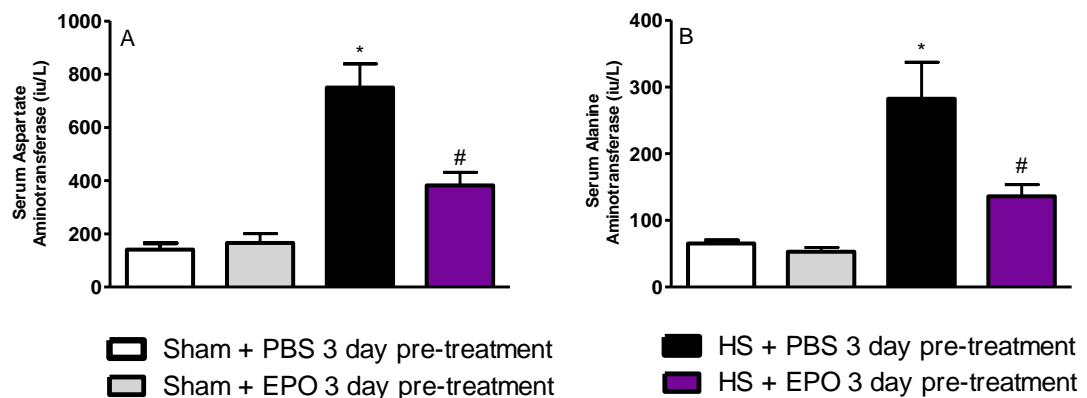 A
1000
800
600
400
200
0
Serum Aspartate
Aminotransferase (iu/L)
*
#
B
400
300
200
100
0
Serum Alanine
Aminotransferase (iu/L)
*
#
Sham + PBS 3 day pre-treatment
Sham + EPO 3 day pre-treatment
HS + PBS 3 day pre-treatment
HS + EPO 3 day pre-treatment